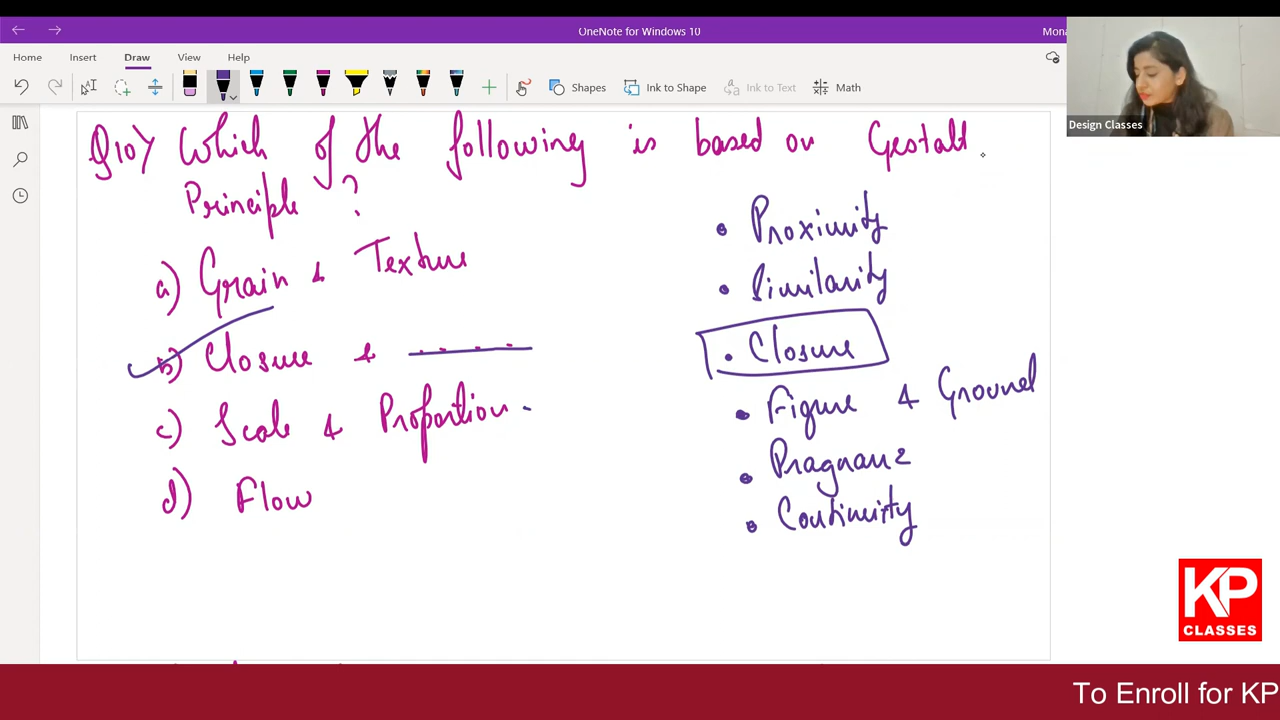 OneNote for Windows 10
Mona
Home Insert Draw View Help
Shapes Ink to Shape Ink to Text Math
Design Classes
Q10> Which of the following is based on Gestalt
Principle ?
a) Grain & Texture
b) Closure &
c) Scale & Proportion
d) Flow
• Proximity
• Similarity
• Closure
• Figure & Ground
• Pragnanz
• Continuity
KP
CLASSES
To Enroll for KP